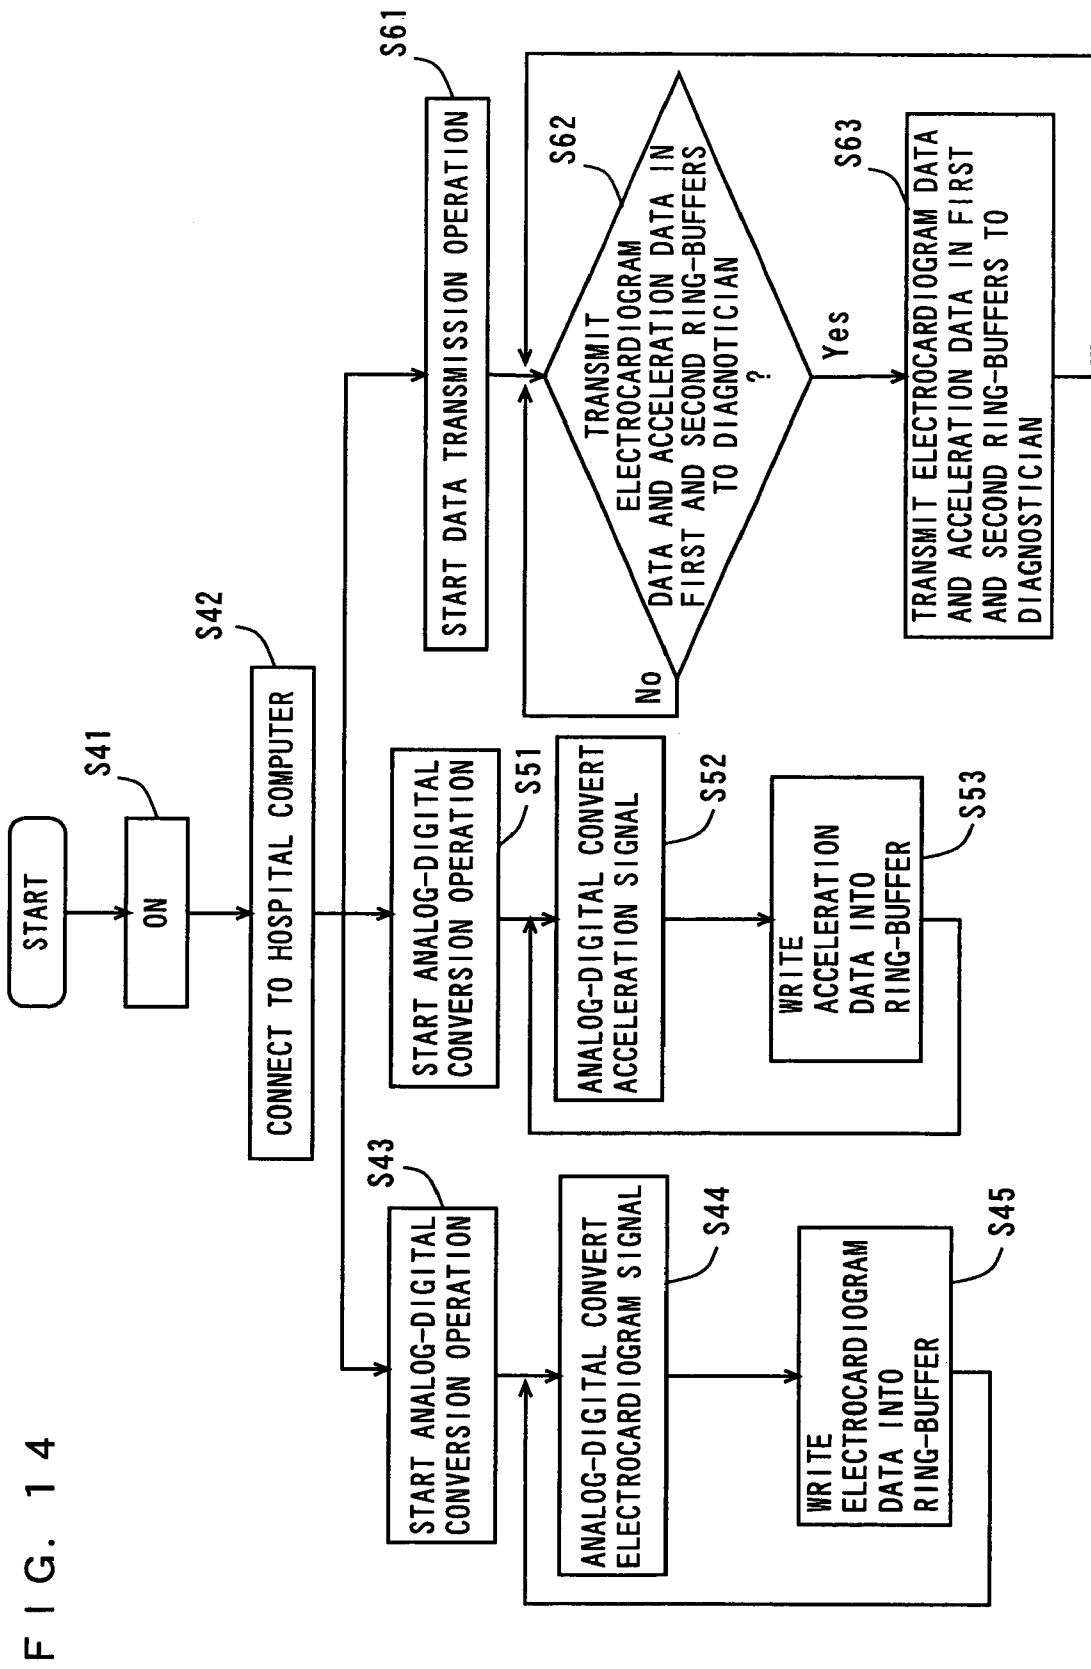 FIG. 14
START
ON
S41
CONNECT TO HOSPITAL COMPUTER
S42
START ANALOG-DIGITAL
CONVERSION OPERATION
S43
ANALOG-DIGITAL CONVERT
ELECTROCARDIOGRAM SIGNAL
S44
WRITE
ELECTROCARDIOGRAM
DATA INTO
RING-BUFFER
S45
START ANALOG-DIGITAL
CONVERSION OPERATION
S51
ANALOG-DIGITAL CONVERT
ACCELERATION SIGNAL
S52
WRITE
ACCELERATION
DATA INTO
RING-BUFFER
S53
START DATA TRANSMISSION OPERATION
S61
TRANSMIT
ELECTROCARDIOGRAM
DATA AND ACCELERATION DATA IN
FIRST AND SECOND RING-BUFFERS
TO DIAGNOTICIAN
?
S62
No
Yes
TRANSMIT ELECTROCARDIOGRAM DATA
AND ACCELERATION DATA IN FIRST
AND SECOND RING-BUFFERS TO
DIAGNOSTICIAN
S63